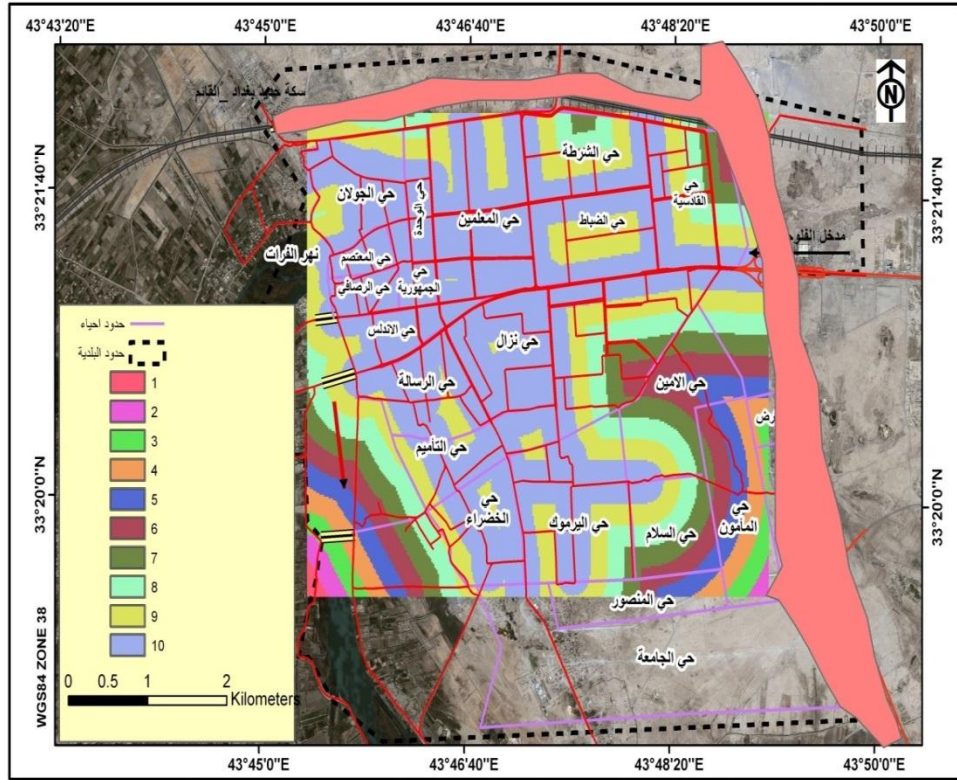 43°43'20"E 43°45'0"E 43°46'40"E 43°48'20"E 43°50'0"E
N
سكة حديد بغداد _القائم
33°21'40"N
33°21'40"N
حي الشرطة
حي الجولان
حي الوحدة
حي المعلمين
حي الضباط
حي
القادسية
نهر الفرات
حي المعتصم
حي الرصافي
حي
الجمهورية
مدخل الفلوج
حي الاندلس
حي نزال
حي الرسالة
حي الامين
حي التأميم
رض
حي
الخضراء
حي اليرموك
حي السلام
حي
المأمون
حي المنصور
حي الجامعة
33°20'0"N
33°20'0"N
حدود احياء
حدود البلدية
1
2
3
4
5
6
7
8
9
10
0 0.5 1 2
Kilometers
WGS84 ZONE 38
43°45'0"E 43°46'40"E 43°48'20"E 43°50'0"E